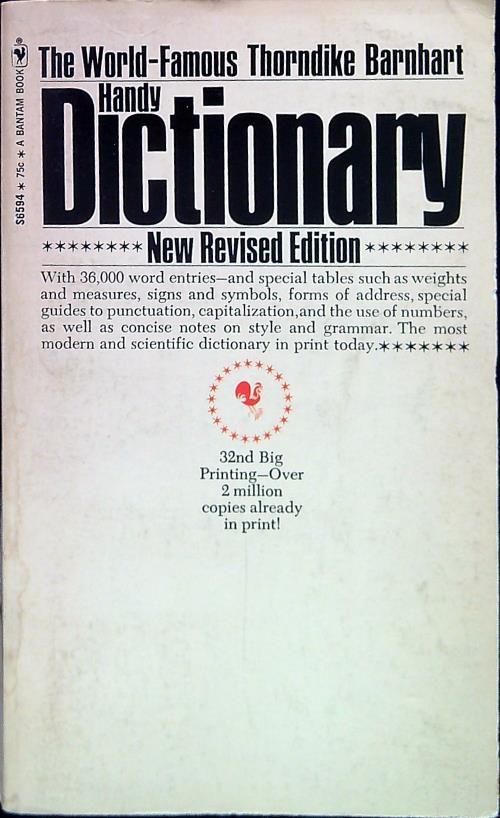 The World-Famous Thorndike Barnhart
Handy
Dictionary
********New Revised Edition********
With 36,000 word entries—and special tables such as weights
and measures, signs and symbols, forms of address, special
guides to punctuation, capitalization,and the use of numbers,
as well as concise notes on style and grammar. The most
modern and scientific dictionary in print today.*******
32nd Big
Printing—Over
2 million
copies already
in print!
S6594 * 75c * A BANTAM BOOK ®